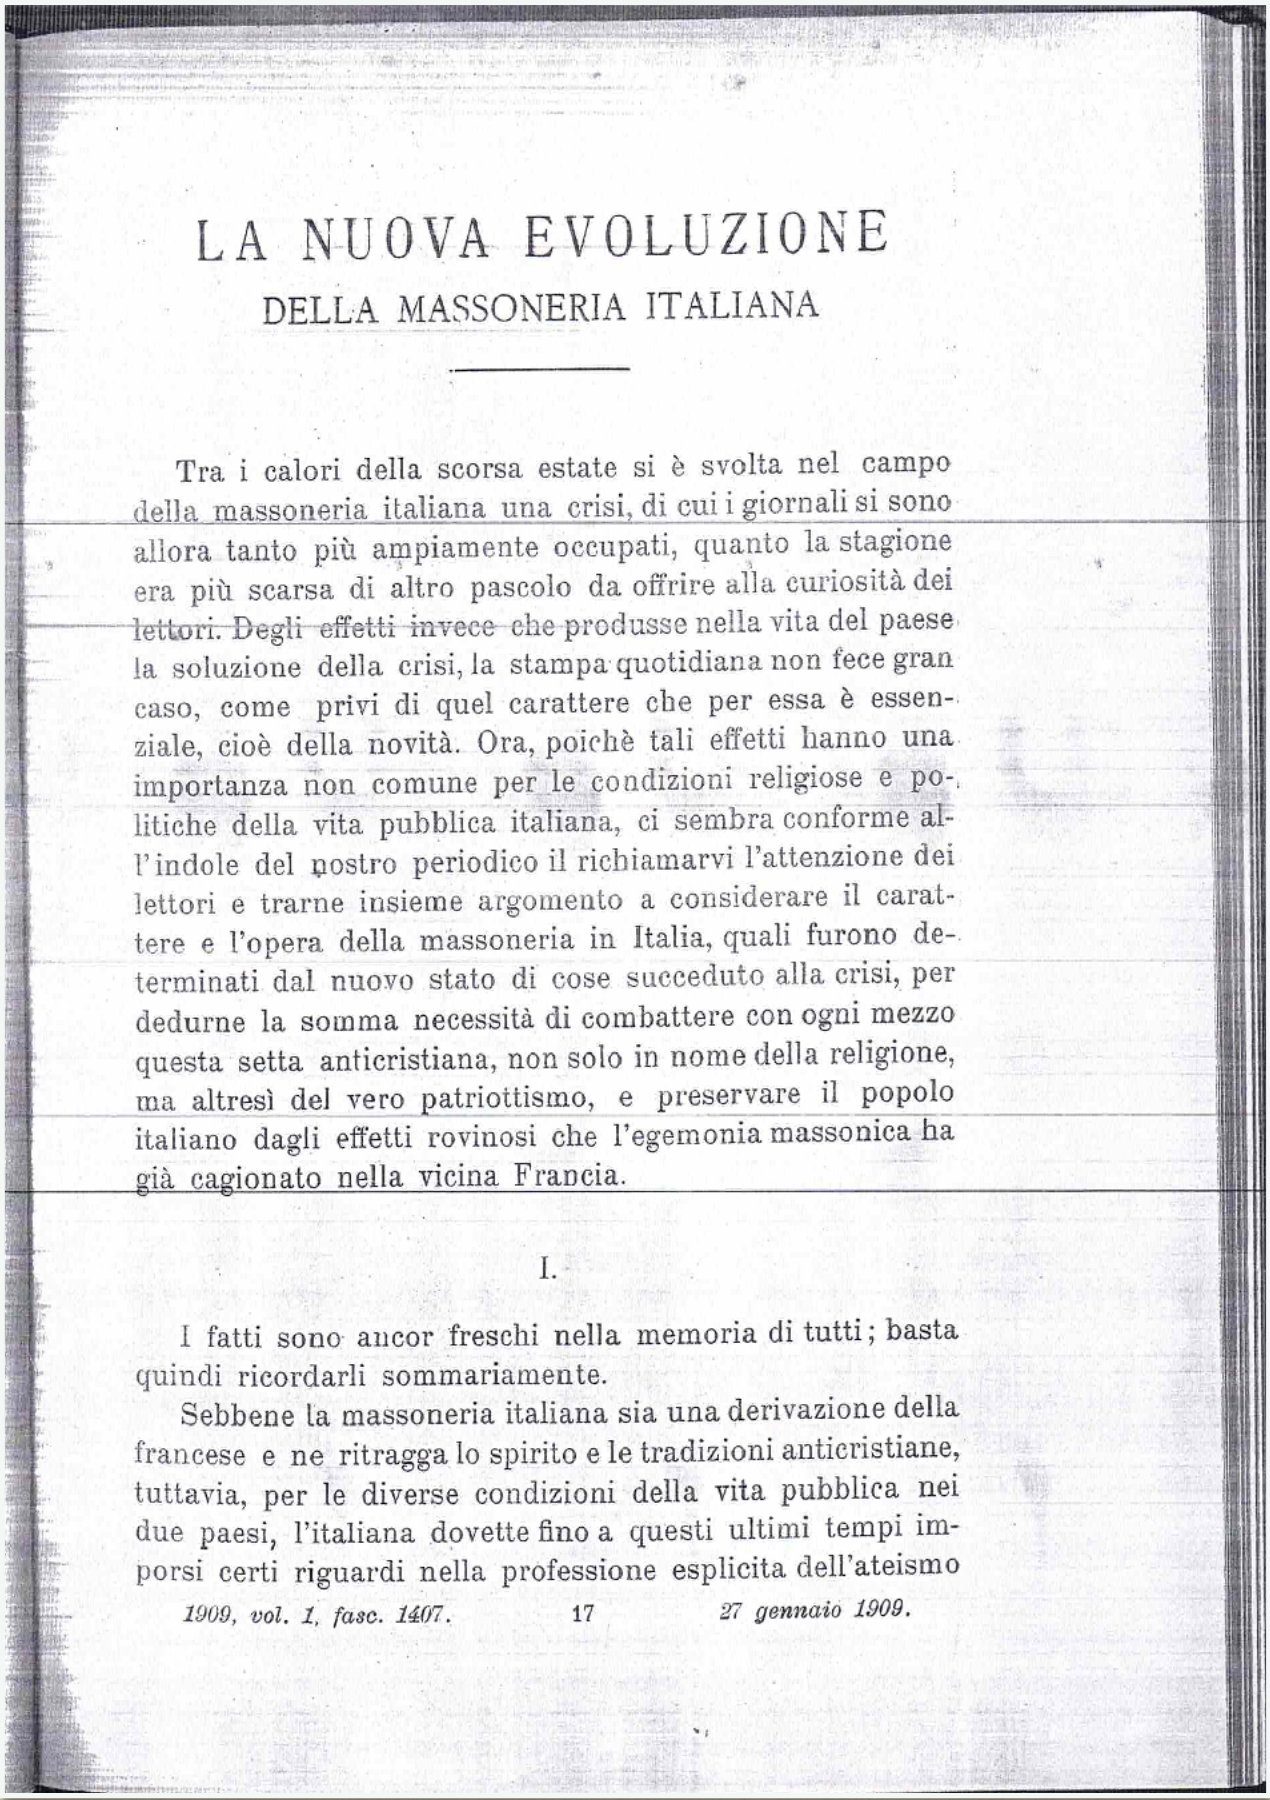 LA NUOVA EVOLUZIONE
DELLA MASSONERIA ITALIANA
Tra i calori della scorsa estate si è svolta nel campo
della massoneria italiana una crisi, di cui i giornali si sono
allora tanto più ampiamente occupati, quanto la stagione
era più scarsa di altro pascolo da offrire alla curiosità dei
lettori. Degli effetti invece che produsse nella vita del paese
la soluzione della crisi, la stampa quotidiana non fece gran
caso, come privi di quel carattere che per essa è essen-
ziale, cioè della novità. Ora, poichè tali effetti hanno una
importanza non comune per le condizioni religiose e po-
litiche della vita pubblica italiana, ci sembra conforme al-
l'indole del nostro periodico il richiamarvi l'attenzione dei
lettori e trarne insieme argomento a considerare il carat-
tere e l'opera della massoneria in Italia, quali furono de-
terminati dal nuovo stato di cose succeduto alla crisi, per
dedurne la somma necessità di combattere con ogni mezzo
questa setta anticristiana, non solo in nome della religione,
ma altresì del vero patriottismo, e preservare il popolo
italiano dagli effetti rovinosi che l'egemonia massonica ha
già cagionato nella vicina Francia.
I.
I fatti sono ancor freschi nella memoria di tutti; basta
quindi ricordarli sommariamente.
Sebbene la massoneria italiana sia una derivazione della
francese e ne ritragga lo spirito e le tradizioni anticristiane,
tuttavia, per le diverse condizioni della vita pubblica nei
due paesi, l'italiana dovette fino a questi ultimi tempi im-
porsi certi riguardi nella professione esplicita dell'ateismo
1909, vol. 1, fasc. 1407. 17 27 gennaio 1909.